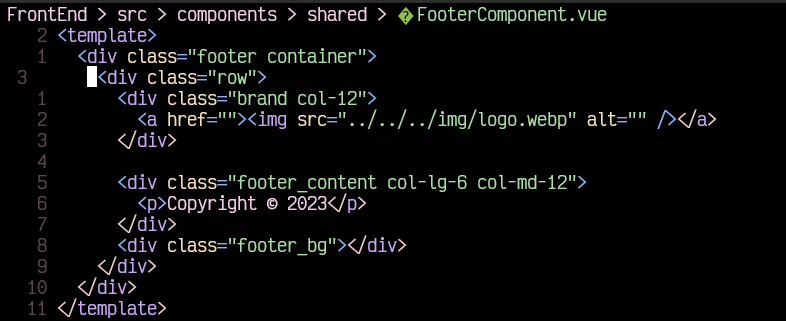 FrontEnd > src > components > shared > �FooterComponent.vue
2 <template>
1   <div class="footer container">
3     <div class="row">
1       <div class="brand col-12">
2         <a href=""><img src="../../../img/logo.webp" alt="" /></a>
3       </div>
4
5       <div class="footer_content col-lg-6 col-md-12">
6         <p>Copyright © 2023</p>
7       </div>
8       <div class="footer_bg"></div>
9     </div>
10   </div>
11 </template>